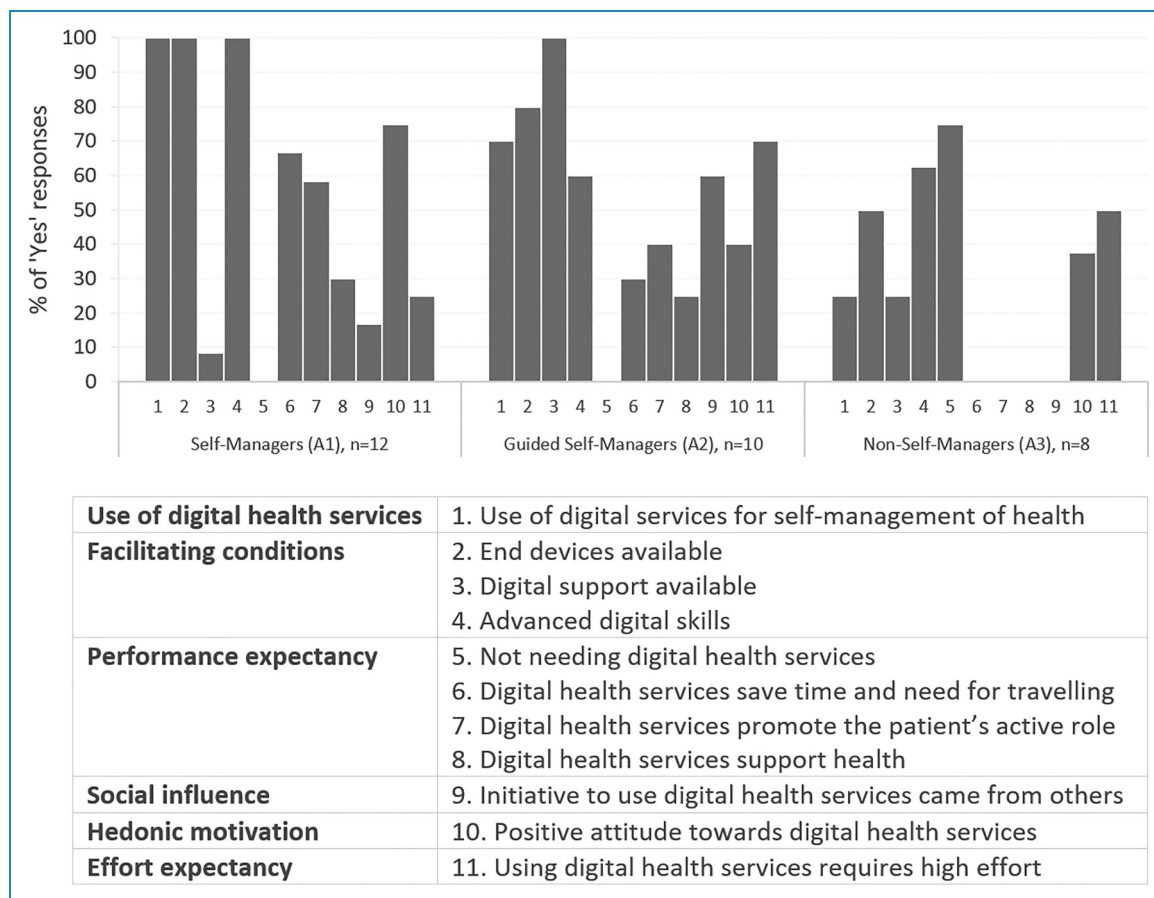 100
90
80
70
60
50
40
30
20
10
0
% of 'Yes' responses
1 2 3 4 5 6 7 8 9 10 11 1 2 3 4 5 6 7 8 9 10 11 1 2 3 4 5 6 7 8 9 10 11
Self-Managers (A1), n=12 Guided Self-Managers (A2), n=10 Non-Self-Managers (A3), n=8
Use of digital health services 1. Use of digital services for self-management of health
Facilitating conditions 2. End devices available
3. Digital support available
4. Advanced digital skills
Performance expectancy 5. Not needing digital health services
6. Digital health services save time and need for travelling
7. Digital health services promote the patient's active role
8. Digital health services support health
Social influence 9. Initiative to use digital health services came from others
Hedonic motivation 10. Positive attitude towards digital health services
Effort expectancy 11. Using digital health services requires high effort